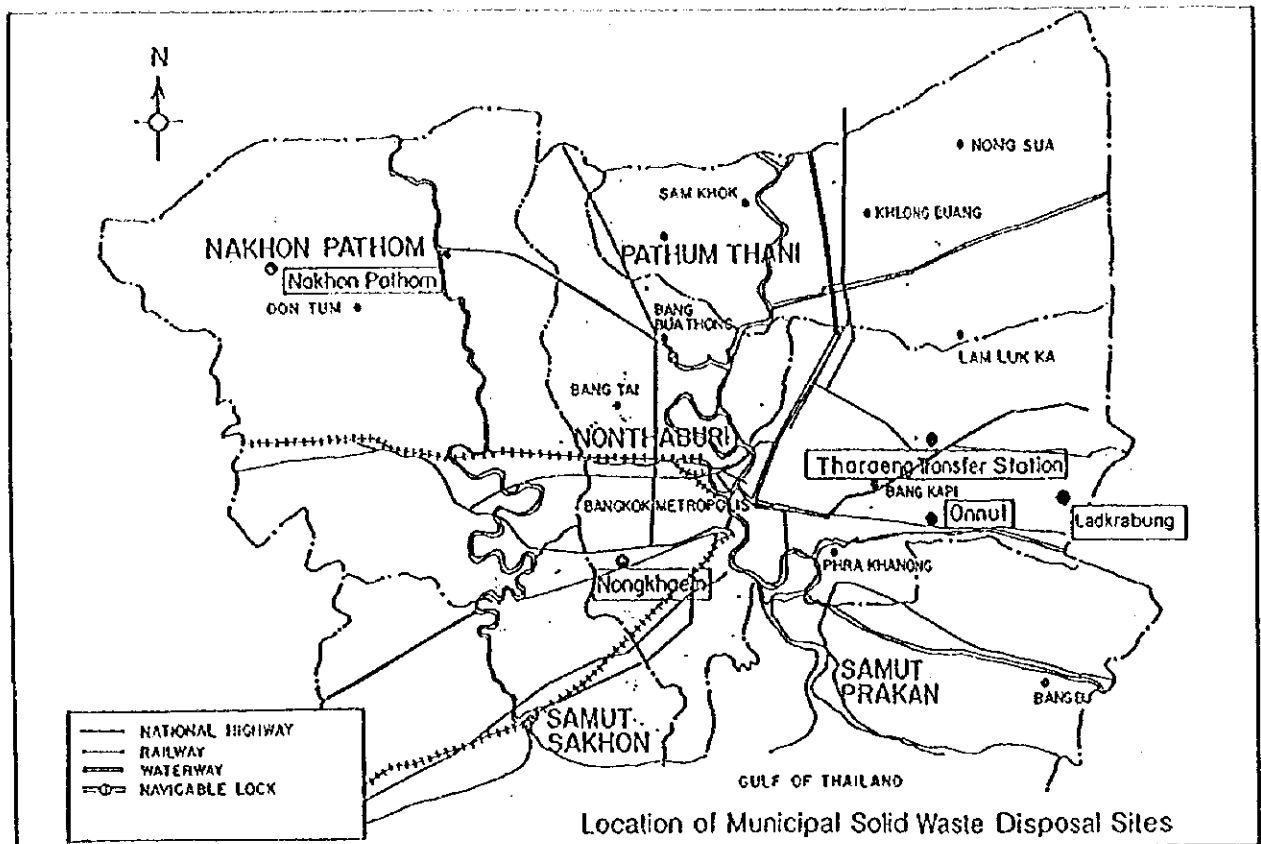 N
NONG SUA
SAM KHOK
KHLONG LUANG
NAKHON PATHOM
PATHUM THANI
Nakhon Pathom
DON TUM
BANG
BUA THONG
LAM LUK KA
BANG TAI
NONTHABURI
Tharaeng Transfer Station
BANG KAPI
BANGKOK METROPOLIS
Onnut
Ladkrabung
PHRA KHANONG
Nongkhaem
SAMUT
PRAKAN
BANG BO
SAMUT
SAKHON
NATIONAL HIGHWAY
RAILWAY
WATERWAY
NAVIGABLE LOCK
GULF OF THAILAND
Location of Municipal Solid Waste Disposal Sites